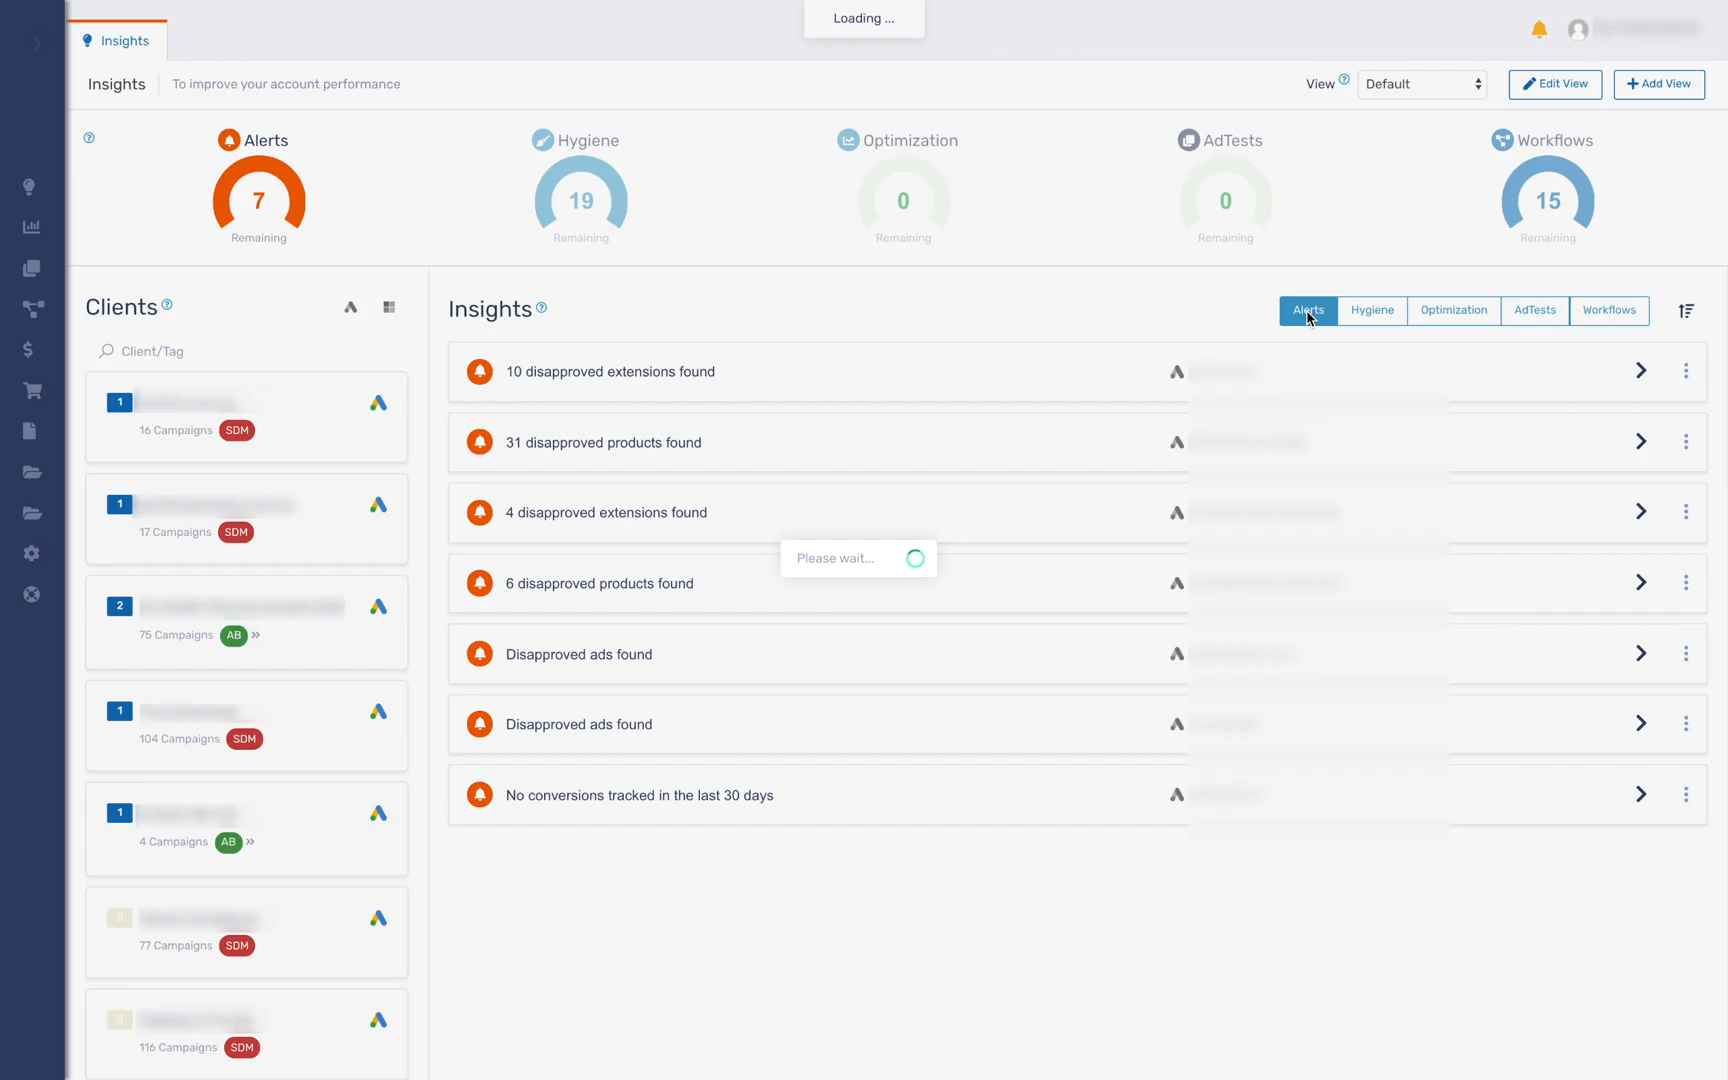 Loading ...
Insights
Insights
To improve your account performance
View
Default
Edit View
Add View
Alerts
7
Remaining
Hygiene
19
Remaining
Optimization
0
Remaining
AdTests
0
Remaining
Workflows
15
Remaining
Clients
Client/Tag
1
16 Campaigns SDM
1
17 Campaigns SDM
2
75 Campaigns AB »
1
104 Campaigns SDM
1
4 Campaigns AB »
0
77 Campaigns SDM
0
116 Campaigns SDM
Insights
Alerts
Hygiene
Optimization
AdTests
Workflows
10 disapproved extensions found
31 disapproved products found
4 disapproved extensions found
Please wait...
6 disapproved products found
Disapproved ads found
Disapproved ads found
No conversions tracked in the last 30 days